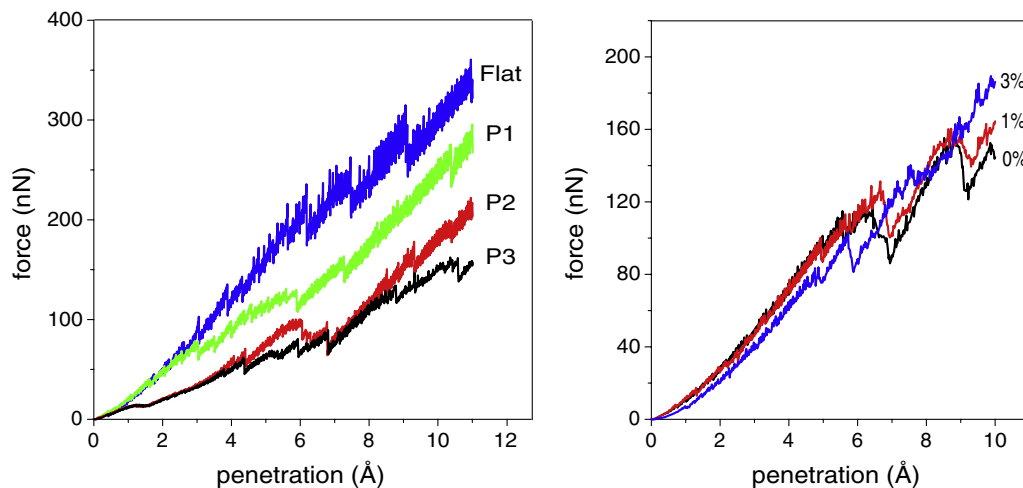 400
300
200
100
0
force (nN)
Flat
P1
P2
P3
0 2 4 6 8 10 12
penetration (Å)
200
160
120
80
40
0
force (nN)
3%
1%
0%
0 2 4 6 8 10
penetration (Å)